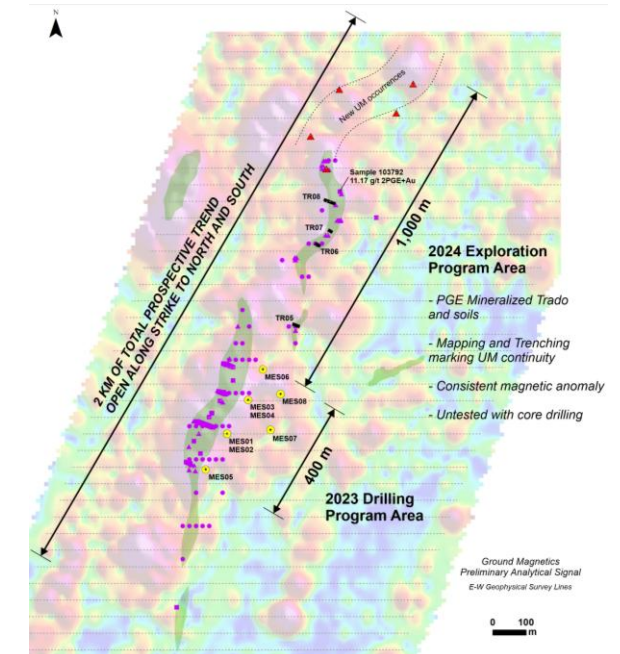 N
New UM occurrences
Sample 103792
11.17 g/t 2PGE+Au
TR08
TR07
TR06
TR05
1,000 m
2 KM OF TOTAL PROSPECTIVE TREND
OPEN ALONG STRIKE TO NORTH AND SOUTH
2024 Exploration
Program Area
- PGE Mineralized Trado
and soils
- Mapping and Trenching
marking UM continuity
- Consistent magnetic anomaly
- Untested with core drilling
MES06
MES08
MES03
MES04
MES07
MES01
MES02
MES05
400 m
2023 Drilling
Program Area
Ground Magnetics
Preliminary Analytical Signal
E-W Geophysical Survey Lines
0 100
m